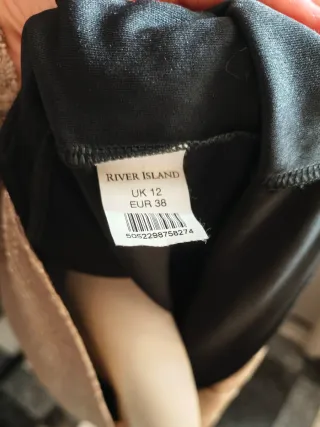 RIVER ISLAND
UK 12
EUR 38
5052298758274